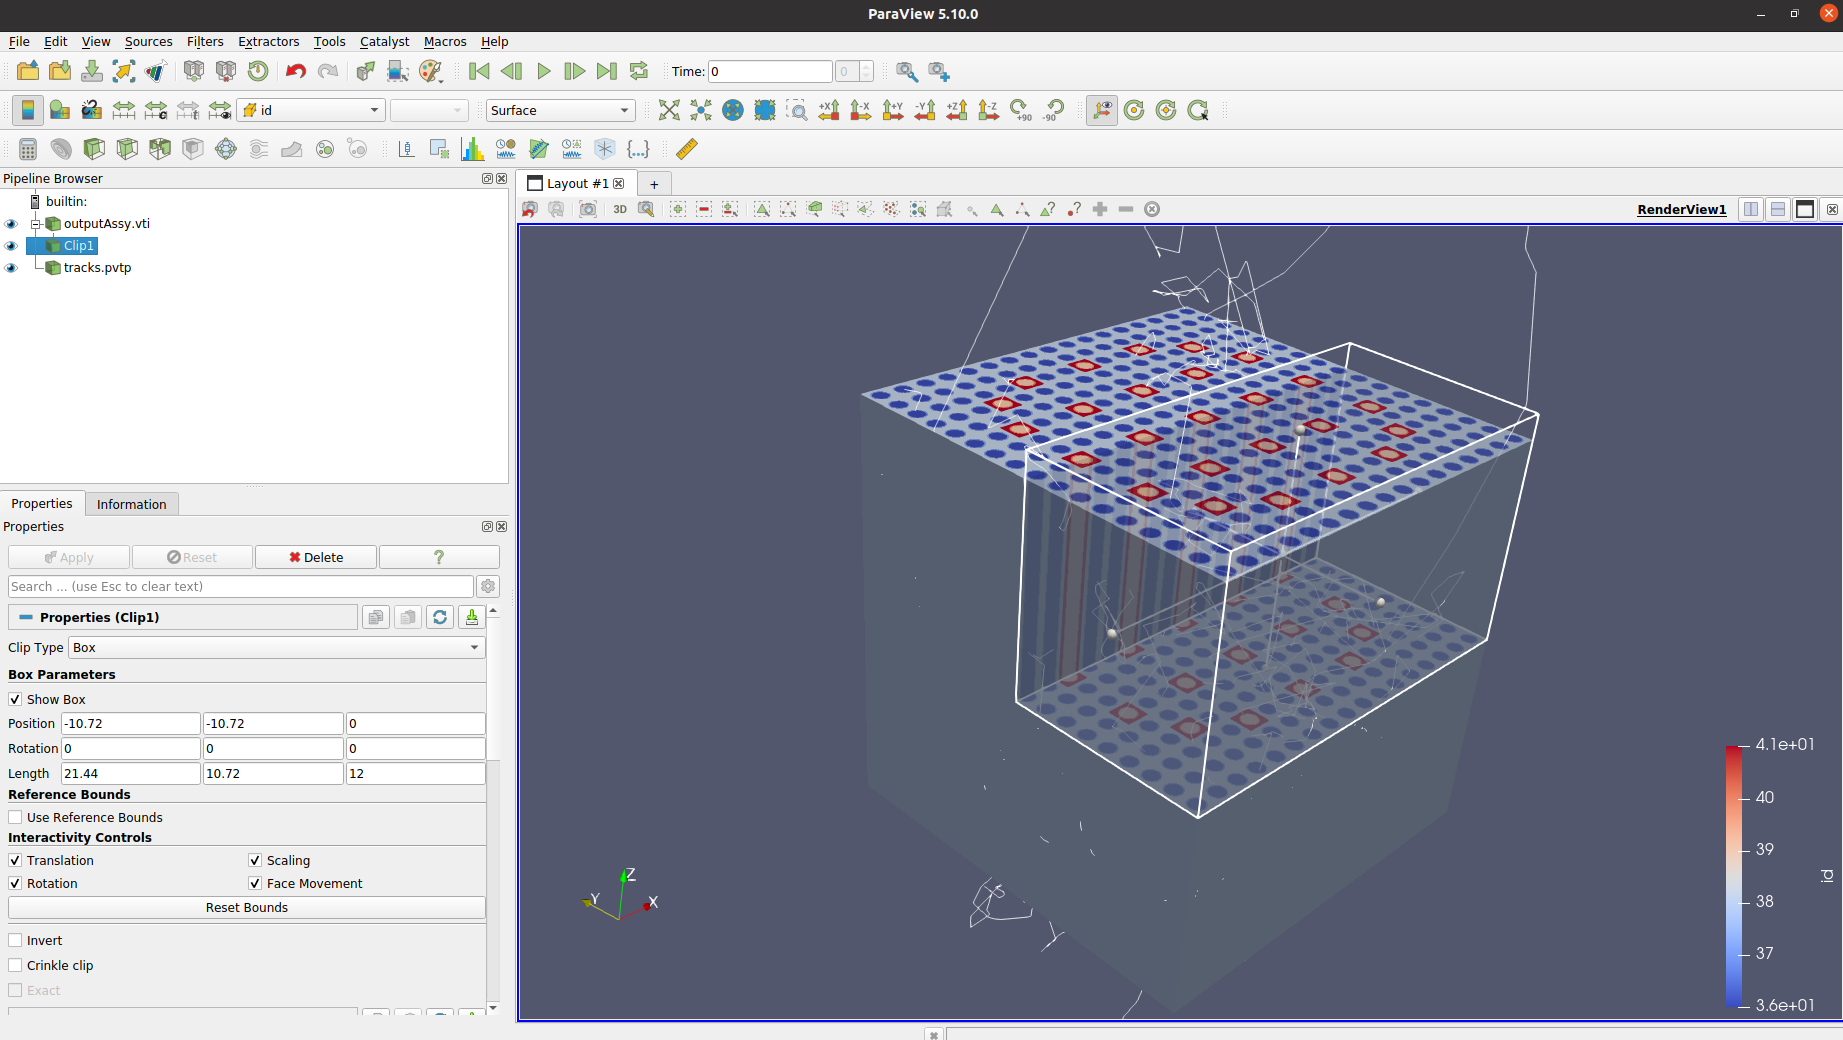 ParaView 5.10.0
File Edit View Sources Filters Extractors Tools Catalyst Macros Help
Time: 0 0
id Surface +X -X +Y -Y +Z -Z +90 -90
Pipeline Browser
Layout #1 +
builtin:
3D
RenderView1
outputAssy.vti
Clip1
tracks.pvtp
Properties Information
Properties
Apply Reset Delete ?
Search ... (use Esc to clear text)
Properties (Clip1)
Clip Type Box
Box Parameters
Show Box
Position -10.72 -10.72 0
Rotation 0 0 0
Length 21.44 10.72 12
Reference Bounds
Use Reference Bounds
Interactivity Controls
Translation Scaling
Rotation Face Movement
Reset Bounds
Invert
Crinkle clip
Exact
Z
Y X
4.1e+01
40
39
38
37
3.6e+01
id